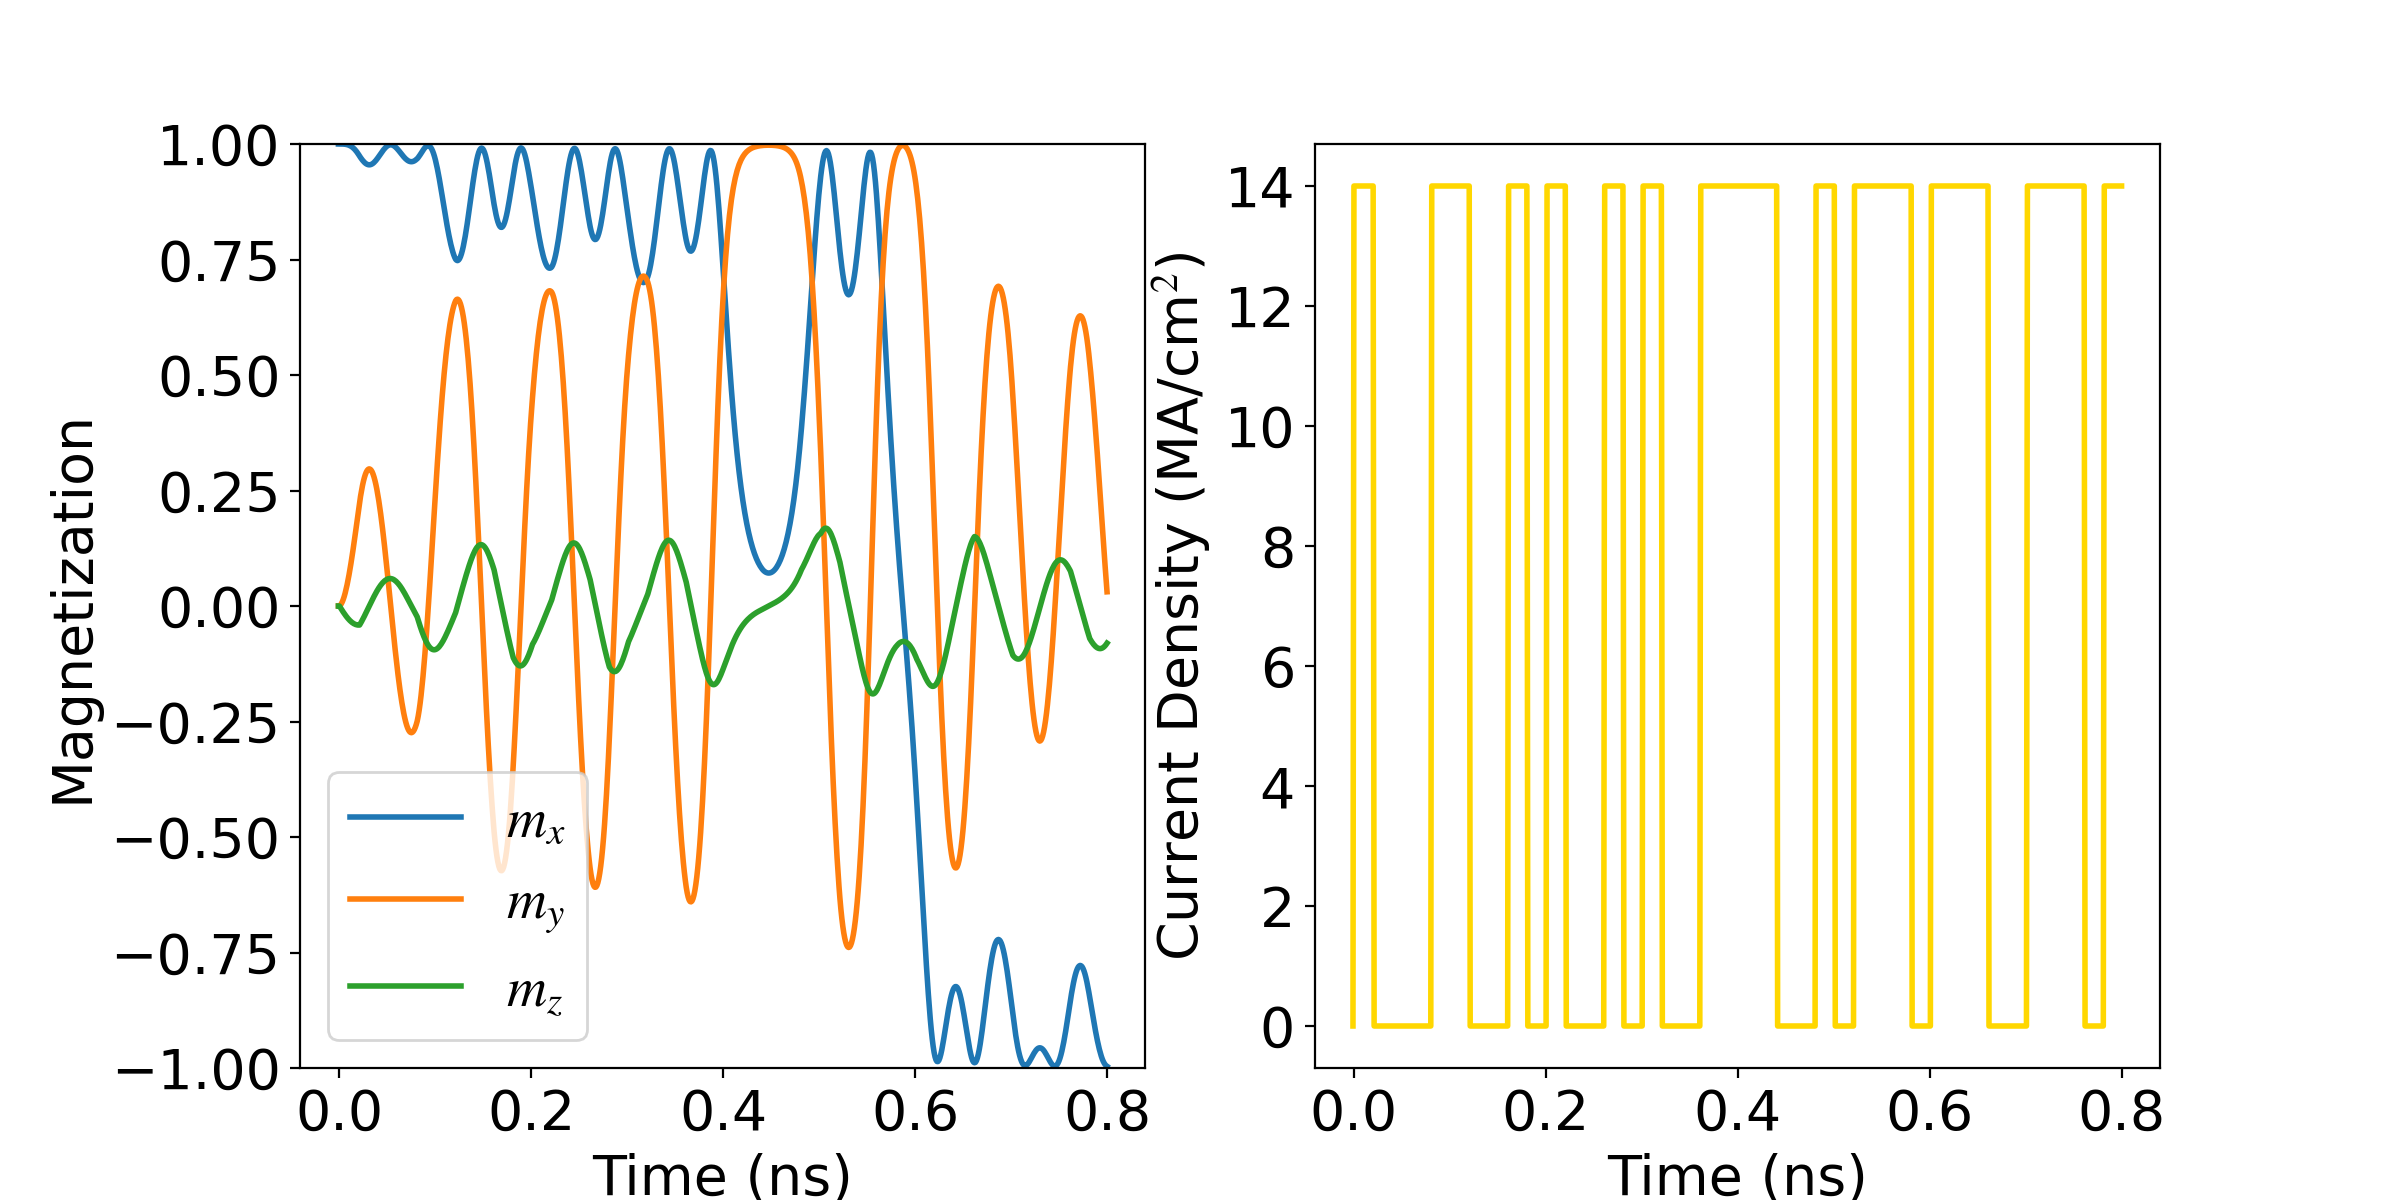 Magnetization
1.00
0.75
0.50
0.25
0.00
−0.25
−0.50
−0.75
−1.00
m_x
m_y
m_z
0.0 0.2 0.4 0.6 0.8
Time (ns)
Current Density (MA/cm²)
14
12
10
8
6
4
2
0
0.0 0.2 0.4 0.6 0.8
Time (ns)